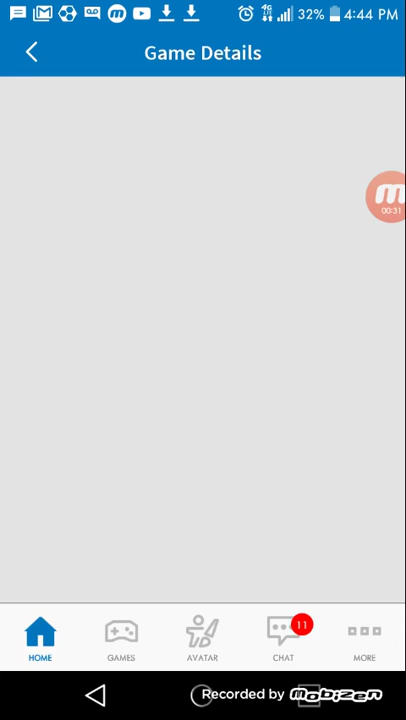 32% 4:44 PM
Game Details
m
00:31
11
HOME GAMES AVATAR CHAT MORE
Recorded by mobizen